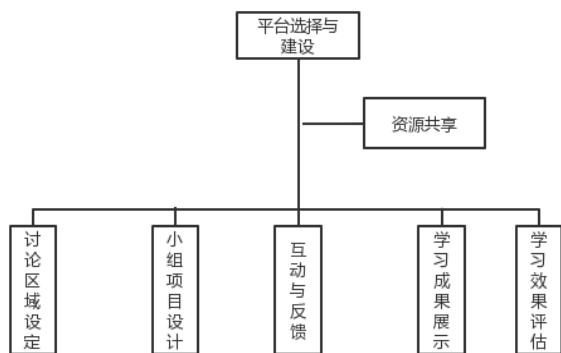 平台选择与
建设
资源共享
讨论区域设定
小组项目设计
互动与反馈
学习成果展示
学习效果评估